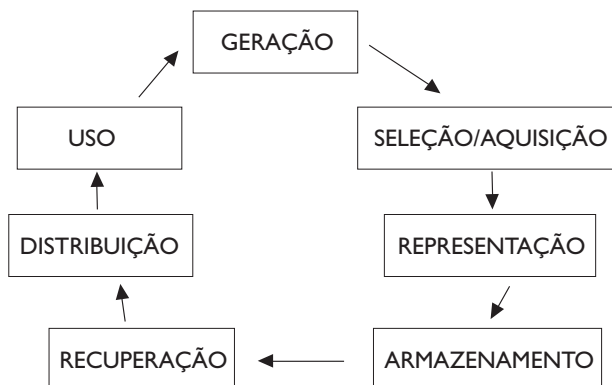 GERAÇÃO
USO
SELEÇÃO/AQUISIÇÃO
DISTRIBUIÇÃO
REPRESENTAÇÃO
RECUPERAÇÃO
ARMAZENAMENTO